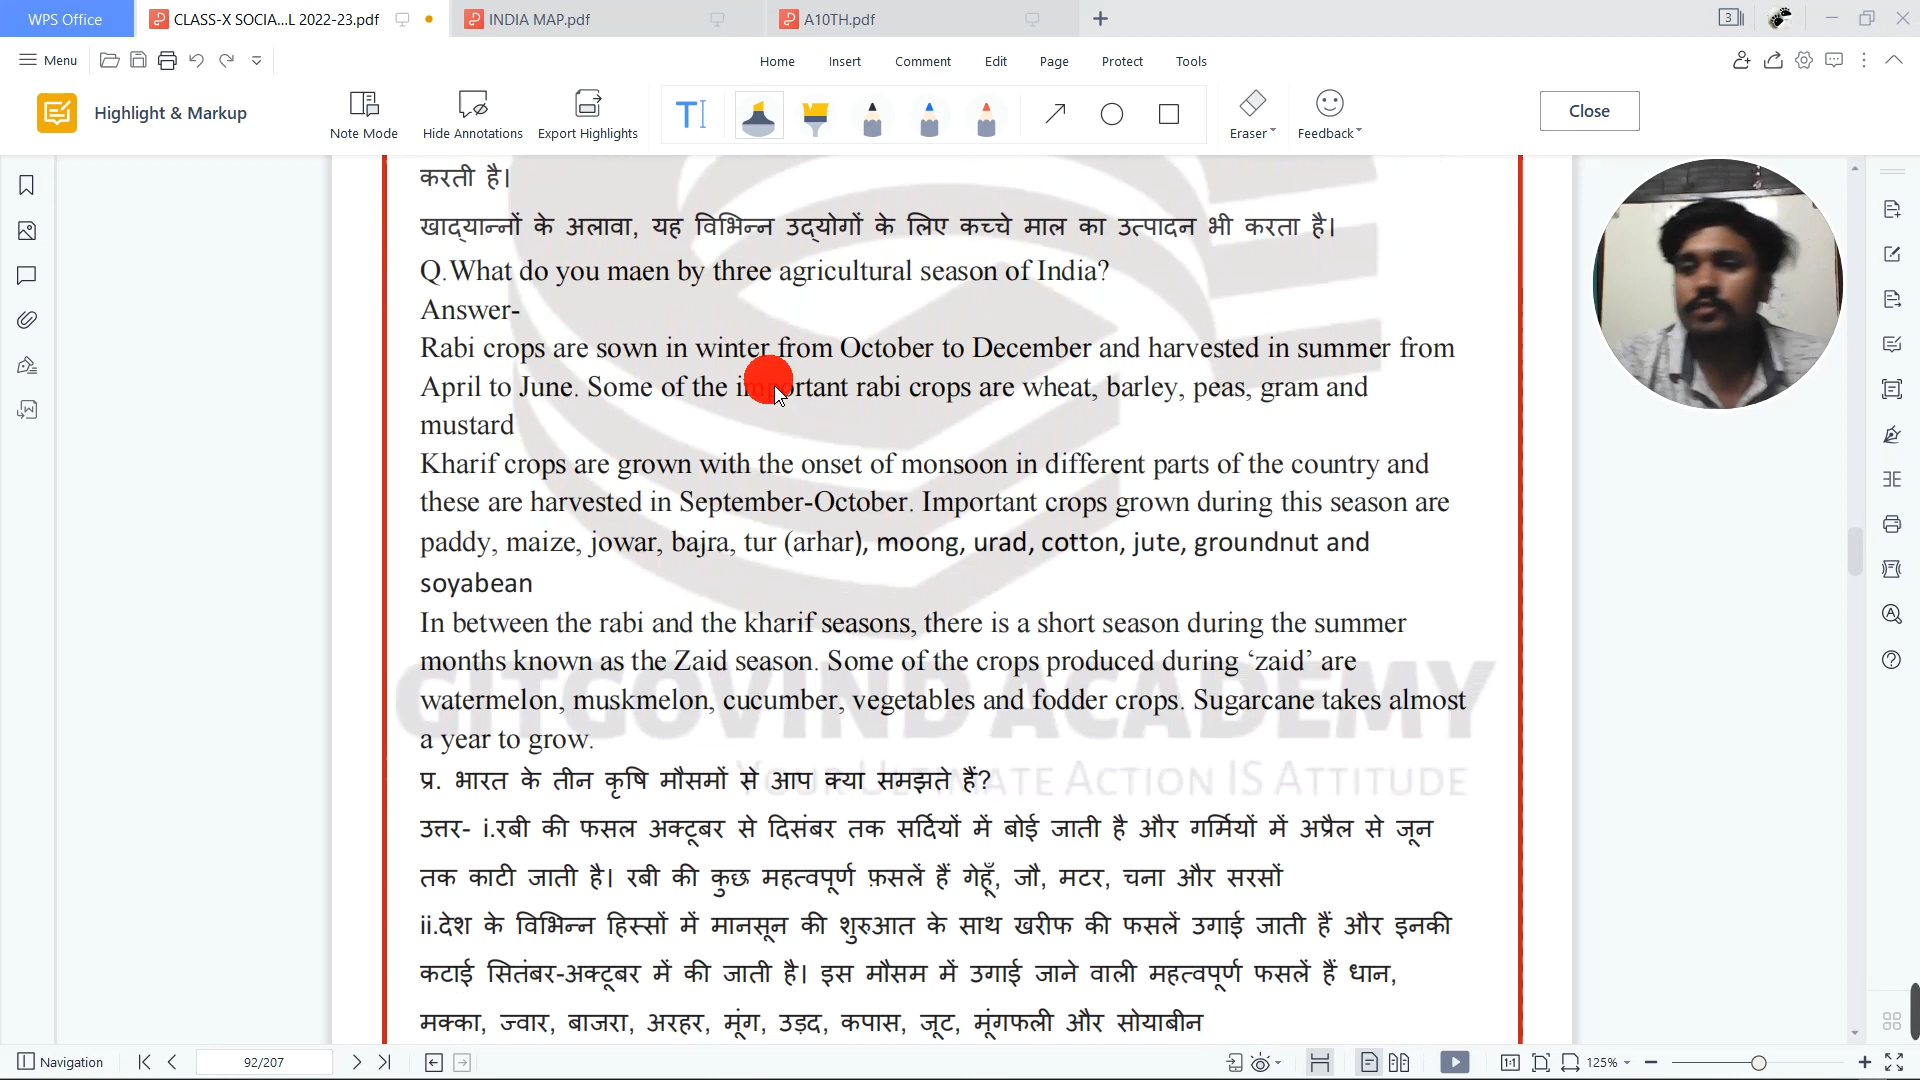 WPS Office
CLASS-X SOCIA...L 2022-23.pdf
INDIA MAP.pdf
A10TH.pdf
3
Menu
Home
Insert
Comment
Edit
Page
Protect
Tools
Highlight & Markup
Note Mode
Hide Annotations
Export Highlights
Eraser
Feedback
Close
करती है।
खाद्यान्नों के अलावा, यह विभिन्न उद्योगों के लिए कच्चे माल का उत्पादन भी करता है।
Q.What do you maen by three agricultural season of India?
Answer-
Rabi crops are sown in winter from October to December and harvested in summer from
April to June. Some of the important rabi crops are wheat, barley, peas, gram and
mustard
Kharif crops are grown with the onset of monsoon in different parts of the country and
these are harvested in September-October. Important crops grown during this season are
paddy, maize, jowar, bajra, tur (arhar), moong, urad, cotton, jute, groundnut and
soyabean
In between the rabi and the kharif seasons, there is a short season during the summer
months known as the Zaid season. Some of the crops produced during ‘zaid’ are
watermelon, muskmelon, cucumber, vegetables and fodder crops. Sugarcane takes almost
a year to grow.
GITGOVIND ACADEMY
YOUR ULTIMATE ACTION IS ATTITUDE
प्र. भारत के तीन कृषि मौसमों से आप क्या समझते हैं?
उत्तर- i.रबी की फसल अक्टूबर से दिसंबर तक सर्दियों में बोई जाती है और गर्मियों में अप्रैल से जून
तक काटी जाती है। रबी की कुछ महत्वपूर्ण फ़सलें हैं गेहूँ, जौ, मटर, चना और सरसों
ii.देश के विभिन्न हिस्सों में मानसून की शुरुआत के साथ खरीफ की फसलें उगाई जाती हैं और इनकी
कटाई सितंबर-अक्टूबर में की जाती है। इस मौसम में उगाई जाने वाली महत्वपूर्ण फसलें हैं धान,
मक्का, ज्वार, बाजरा, अरहर, मूंग, उड़द, कपास, जूट, मूंगफली और सोयाबीन
Navigation
92/207
125%